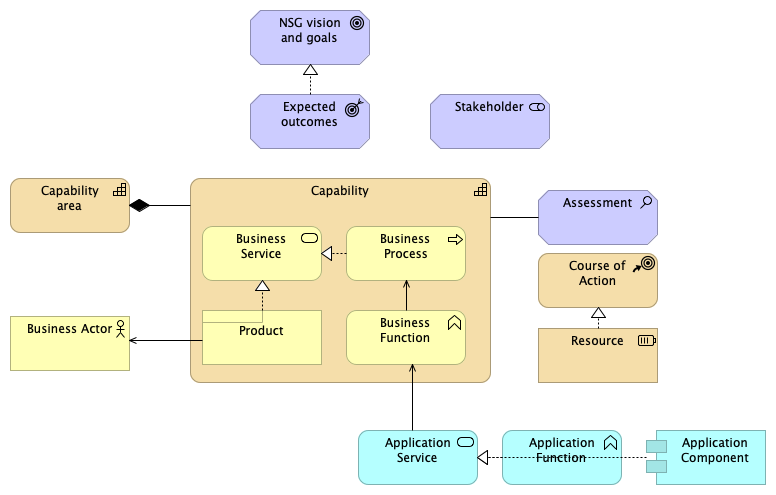 NSG vision
and goals
Expected
outcomes
Stakeholder
Capability
area
Capability
Assessment
Business
Service
Business
Process
Course of
Action
Business Actor
Product
Business
Function
Resource
Application
Service
Application
Function
Application
Component